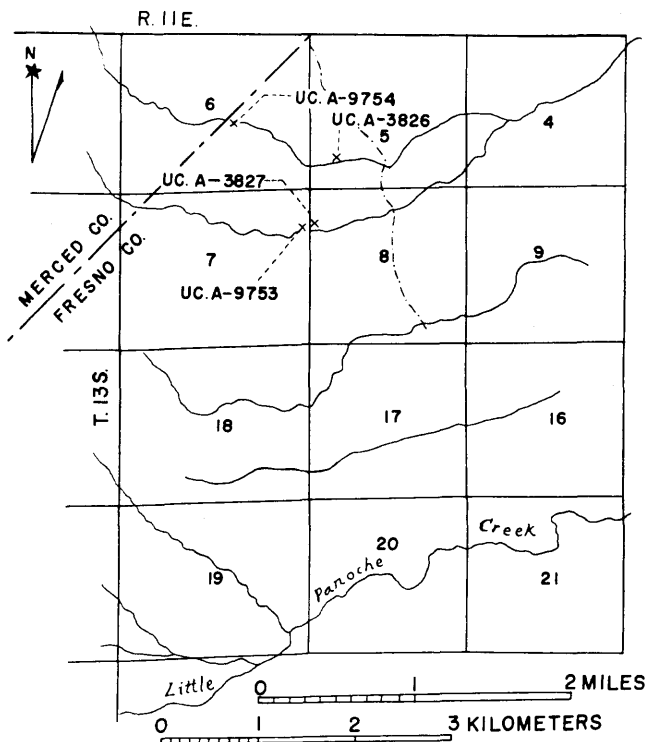 R. 11 E.
N
6
UC. A-9754
UC. A-3826
5
4
UC. A-3827
MERCED CO.
FRESNO CO.
7
8
9
UC. A-9753
T. 13 S.
18
17
16
19
20
21
Little Panoche Creek
0 1 2 MILES
0 1 2 3 KILOMETERS